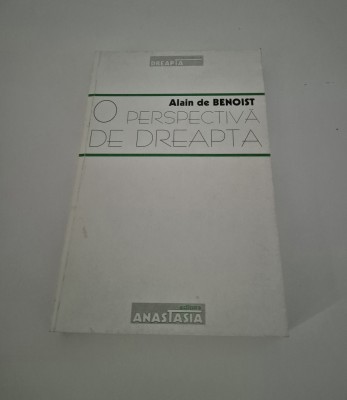 DREAPTA
Alain de BENOIST
O PERSPECTIVĂ
DE DREAPTA
editura
ANASTASIA